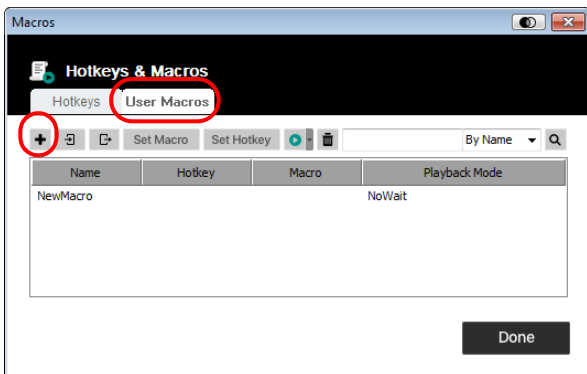 Macros
Hotkeys & Macros
Hotkeys User Macros
Set Macro Set Hotkey By Name
Name Hotkey Macro Playback Mode
NewMacro NoWait
Done